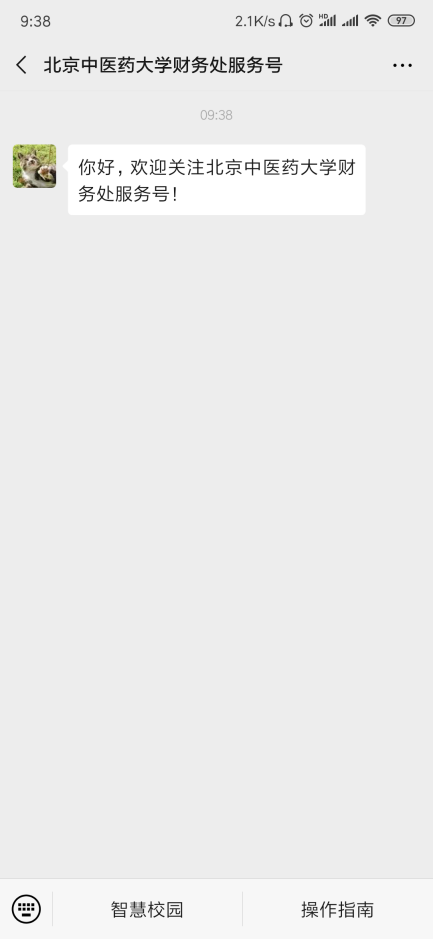 9:38
2.1K/s
HD
97
北京中医药大学财务处服务号
09:38
你好，欢迎关注北京中医药大学财
务处服务号！
智慧校园
操作指南